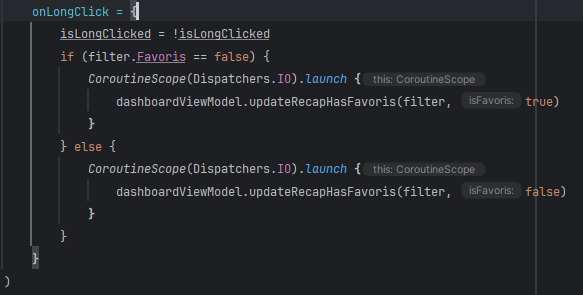 onLongClick = {
isLongClicked = !isLongClicked
if (filter.Favoris == false) {
CoroutineScope(Dispatchers.IO).launch { this: CoroutineScope
dashboardViewModel.updateRecapHasFavoris(filter, isFavoris: true)
}
} else {
CoroutineScope(Dispatchers.IO).launch { this: CoroutineScope
dashboardViewModel.updateRecapHasFavoris(filter, isFavoris: false)
}
}
}
)